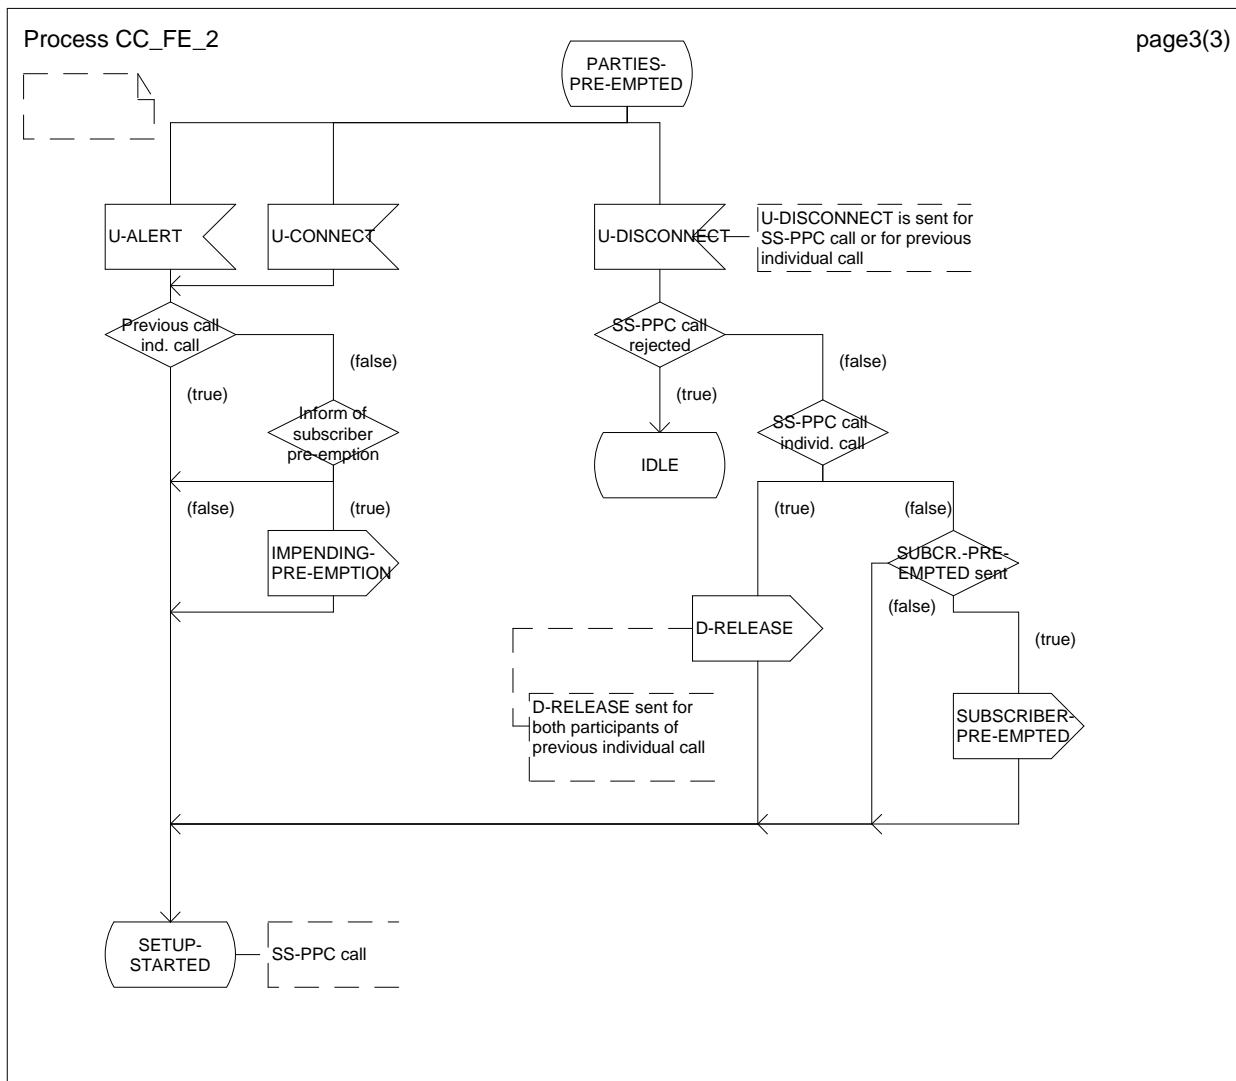 Process CC_FE_2
page3(3)
PARTIES-
PRE-EMPTED
U-ALERT
U-CONNECT
U-DISCONNECT
U-DISCONNECT is sent for
SS-PPC call or for previous
individual call
Previous call
ind. call
SS-PPC call
rejected
(false)
(false)
(true)
(true)
Inform of
subscriber
pre-emption
SS-PPC call
individ. call
IDLE
(false)
(true)
(true)
(false)
IMPENDING-
PRE-EMPTION
SUBCR.-PRE-
EMPTED sent
(false)
D-RELEASE
(true)
D-RELEASE sent for
both participants of
previous individual call
SUBSCRIBER-
PRE-EMPTED
SETUP-
STARTED
SS-PPC call